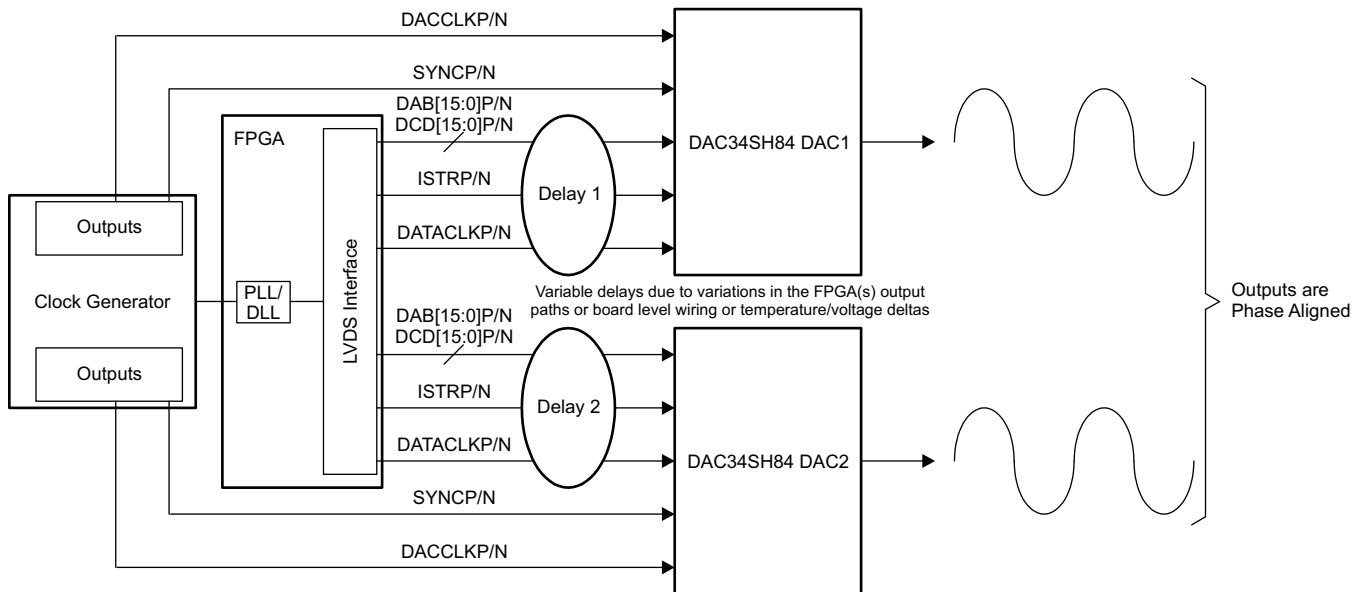 DACCLKP/N
SYNCP/N
DAB[15:0]P/N
DCD[15:0]P/N
FPGA
DAC34SH84 DAC1
ISTRP/N
Delay 1
Outputs
DATACLKP/N
LVDS Interface
Clock Generator
PLL/
DLL
Variable delays due to variations in the FPGA(s) output
paths or board level wiring or temperature/voltage deltas
Outputs are
Phase Aligned
DAB[15:0]P/N
DCD[15:0]P/N
Outputs
ISTRP/N
Delay 2
DATACLKP/N
DAC34SH84 DAC2
SYNCP/N
DACCLKP/N